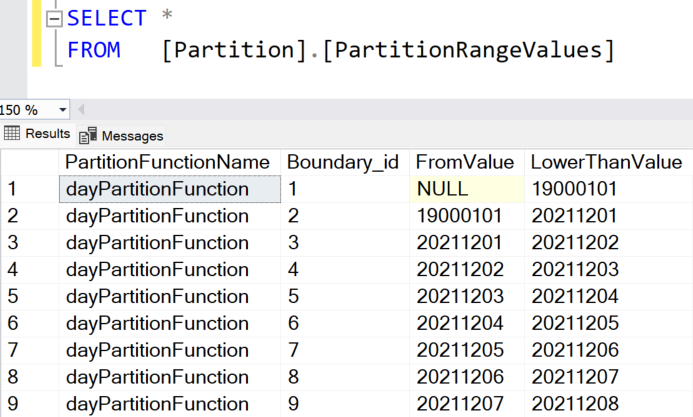 SELECT *
FROM [Partition].[PartitionRangeValues]
150 %
Results Messages
PartitionFunctionName Boundary_id FromValue LowerThanValue
1 dayPartitionFunction 1 NULL 19000101
2 dayPartitionFunction 2 19000101 20211201
3 dayPartitionFunction 3 20211201 20211202
4 dayPartitionFunction 4 20211202 20211203
5 dayPartitionFunction 5 20211203 20211204
6 dayPartitionFunction 6 20211204 20211205
7 dayPartitionFunction 7 20211205 20211206
8 dayPartitionFunction 8 20211206 20211207
9 dayPartitionFunction 9 20211207 20211208